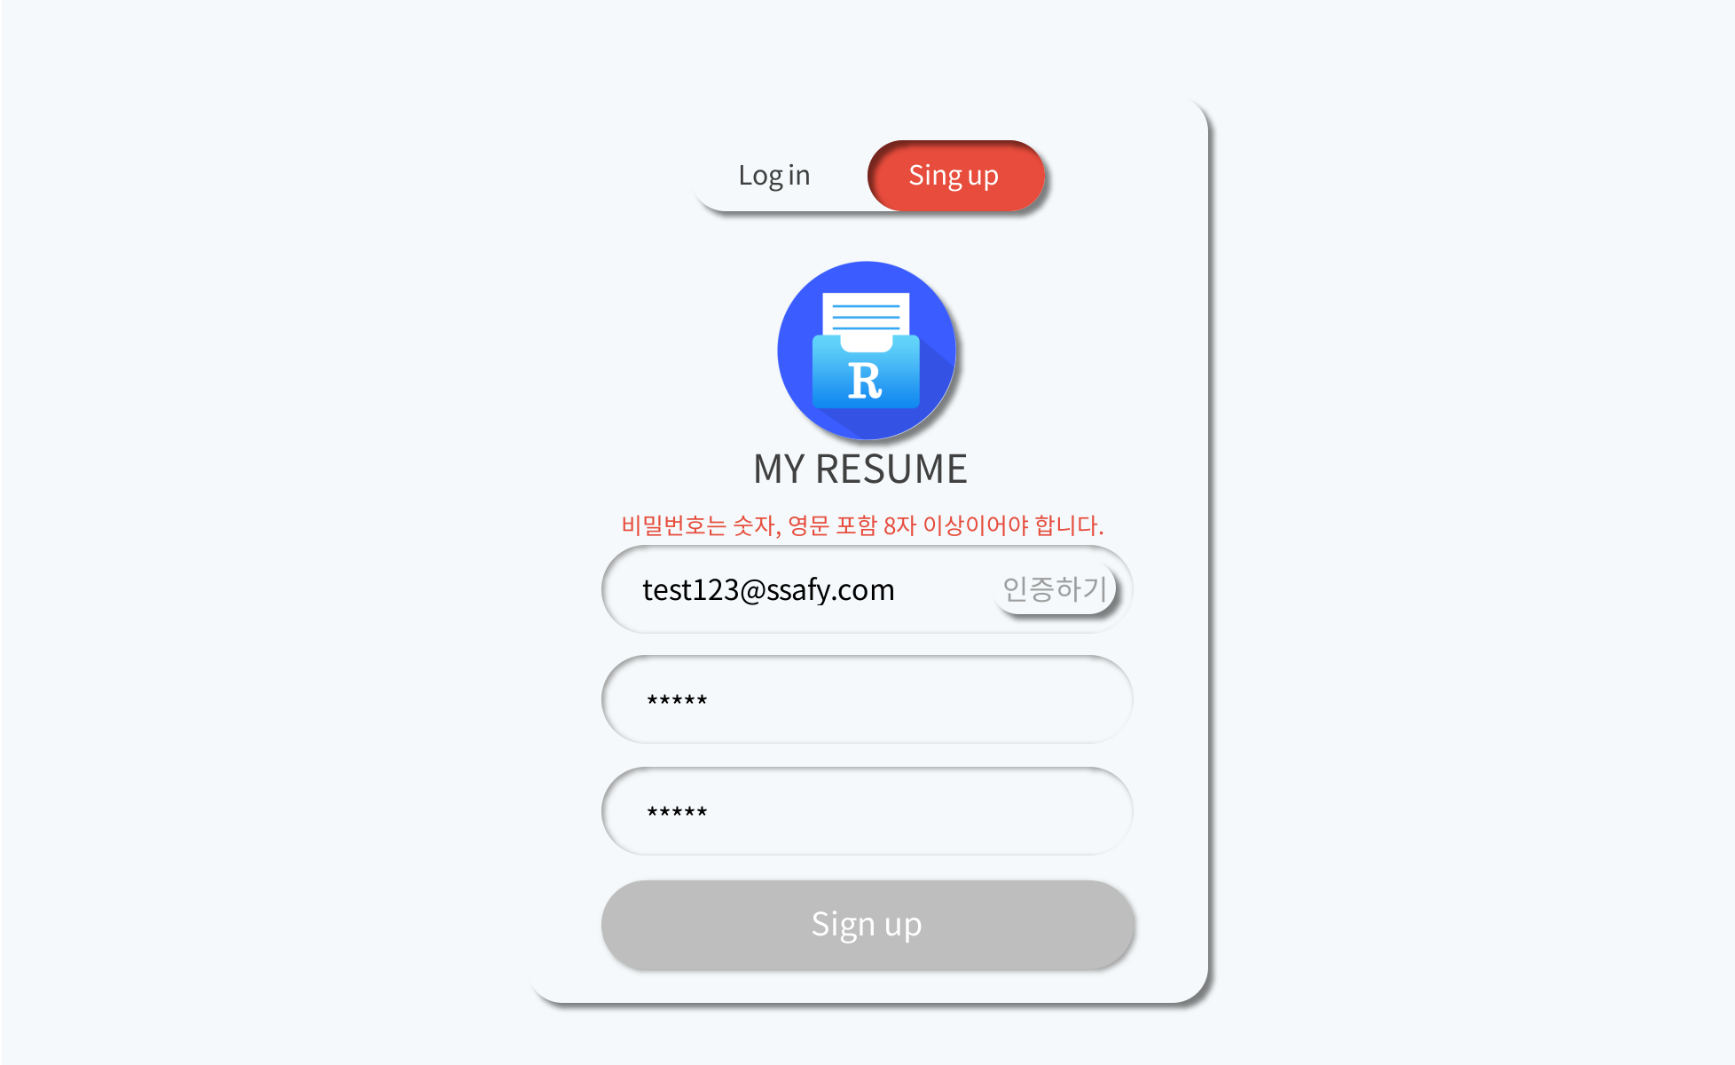 Log in
Sing up
R
MY RESUME
비밀번호는 숫자, 영문 포함 8자 이상이어야 합니다.
test123@ssafy.com
인증하기
*****
*****
Sign up